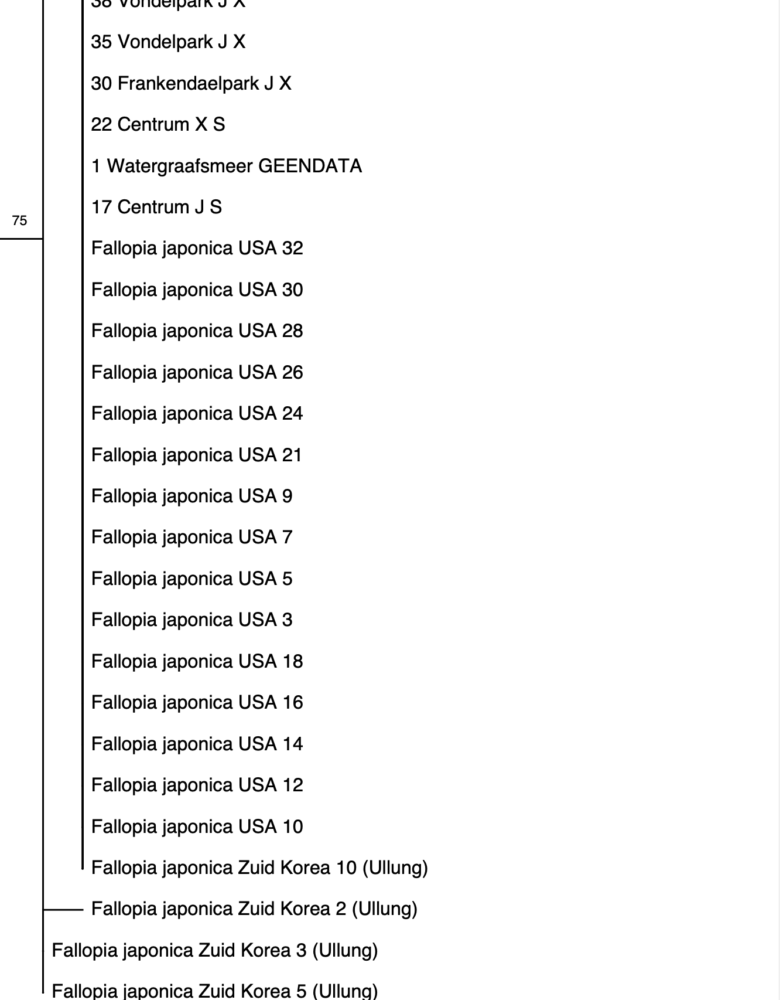 38 Vondelpark J X
35 Vondelpark J X
30 Frankendaelpark J X
22 Centrum X S
1 Watergraafsmeer GEENDATA
17 Centrum J S
75
Fallopia japonica USA 32
Fallopia japonica USA 30
Fallopia japonica USA 28
Fallopia japonica USA 26
Fallopia japonica USA 24
Fallopia japonica USA 21
Fallopia japonica USA 9
Fallopia japonica USA 7
Fallopia japonica USA 5
Fallopia japonica USA 3
Fallopia japonica USA 18
Fallopia japonica USA 16
Fallopia japonica USA 14
Fallopia japonica USA 12
Fallopia japonica USA 10
Fallopia japonica Zuid Korea 10 (Ullung)
Fallopia japonica Zuid Korea 2 (Ullung)
Fallopia japonica Zuid Korea 3 (Ullung)
Fallopia japonica Zuid Korea 5 (Ullung)